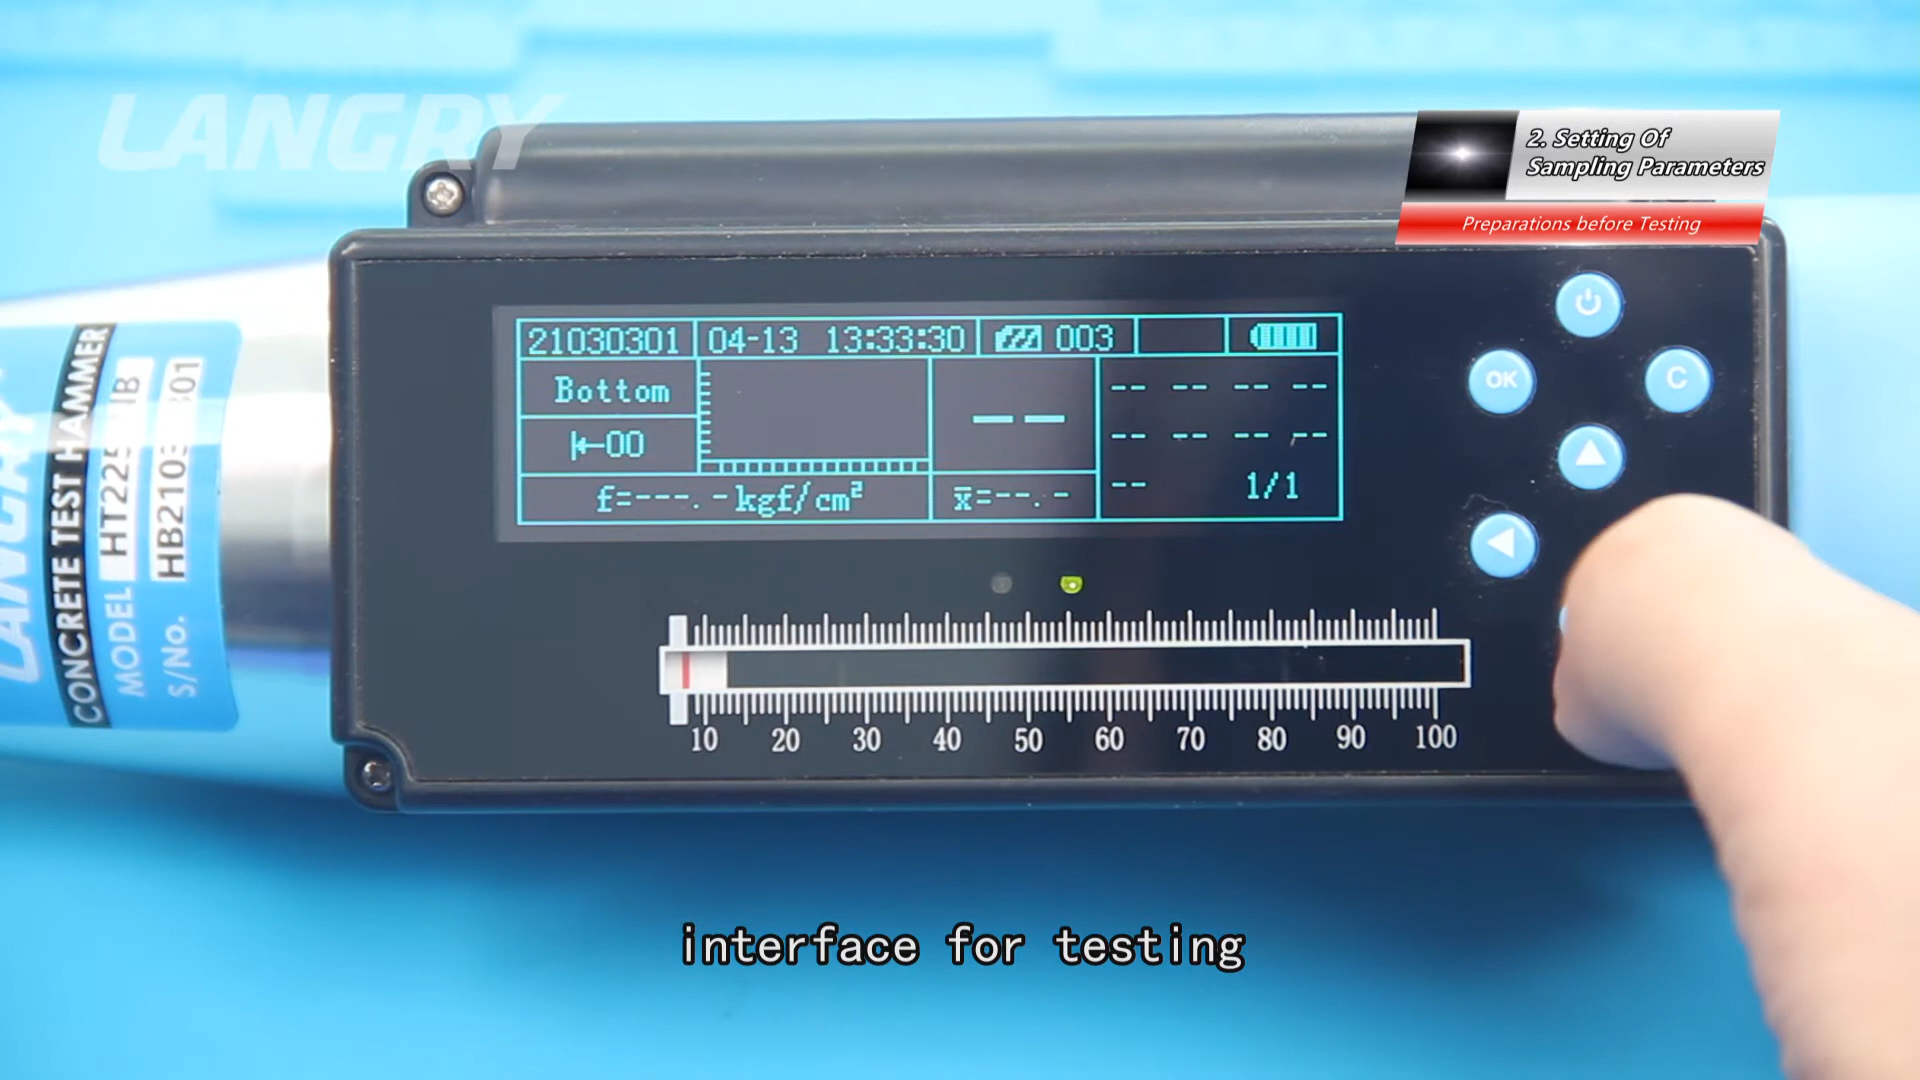 LANGRY
2. Setting Of
Sampling Parameters
Preparations before Testing
21030301 04-13 13:33:30 003
Bottom
00
f=---.-kgf/cm²
x̄=--.-
-- -- -- --
-- -- -- --
--
1/1
OK
C
10 20 30 40 50 60 70 80 90 100
CONCRETE TEST HAMMER
MODEL
S/No.
interface for testing